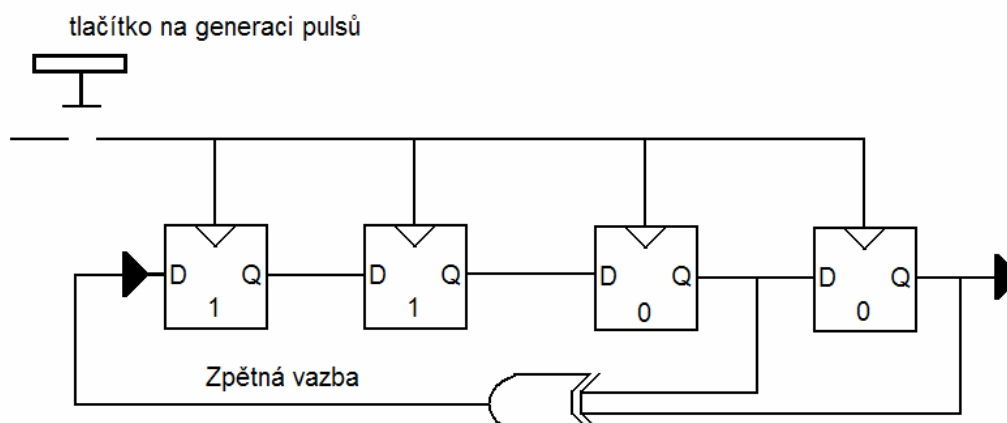 tlačítko na generaci pulsů
D Q D Q D Q D Q
1 1 0 0
Zpětná vazba